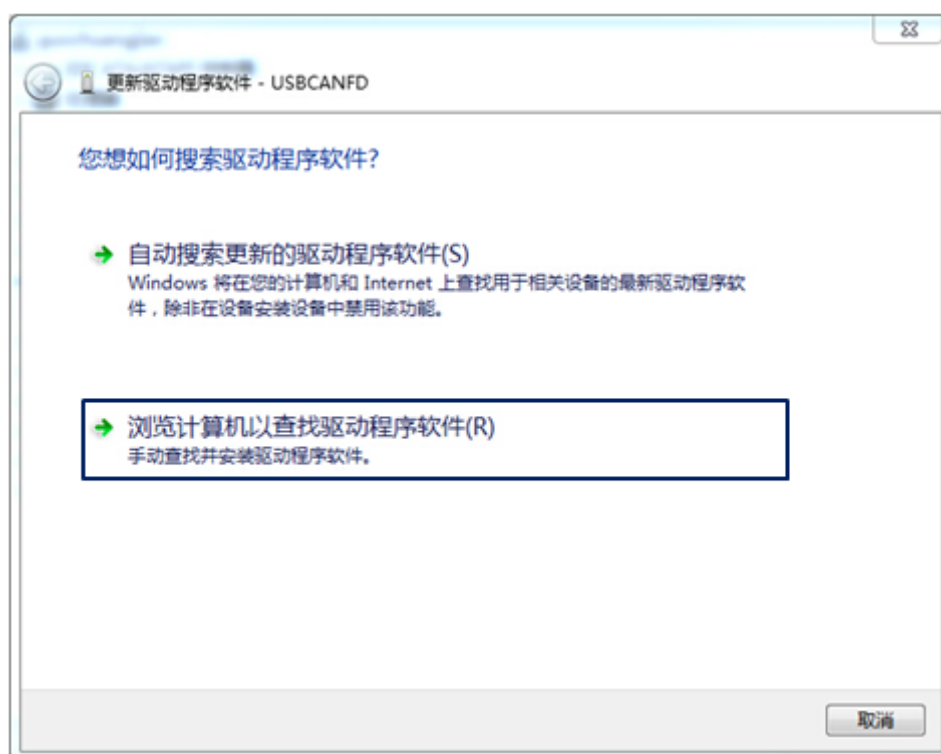 更新驱动程序软件 - USBCANFD
您想如何搜索驱动程序软件?
自动搜索更新的驱动程序软件(S)
Windows 将在您的计算机和 Internet 上查找用于相关设备的最新驱动程序软
件，除非在设备安装设备中禁用该功能。
浏览计算机以查找驱动程序软件(R)
手动查找并安装驱动程序软件。
取消